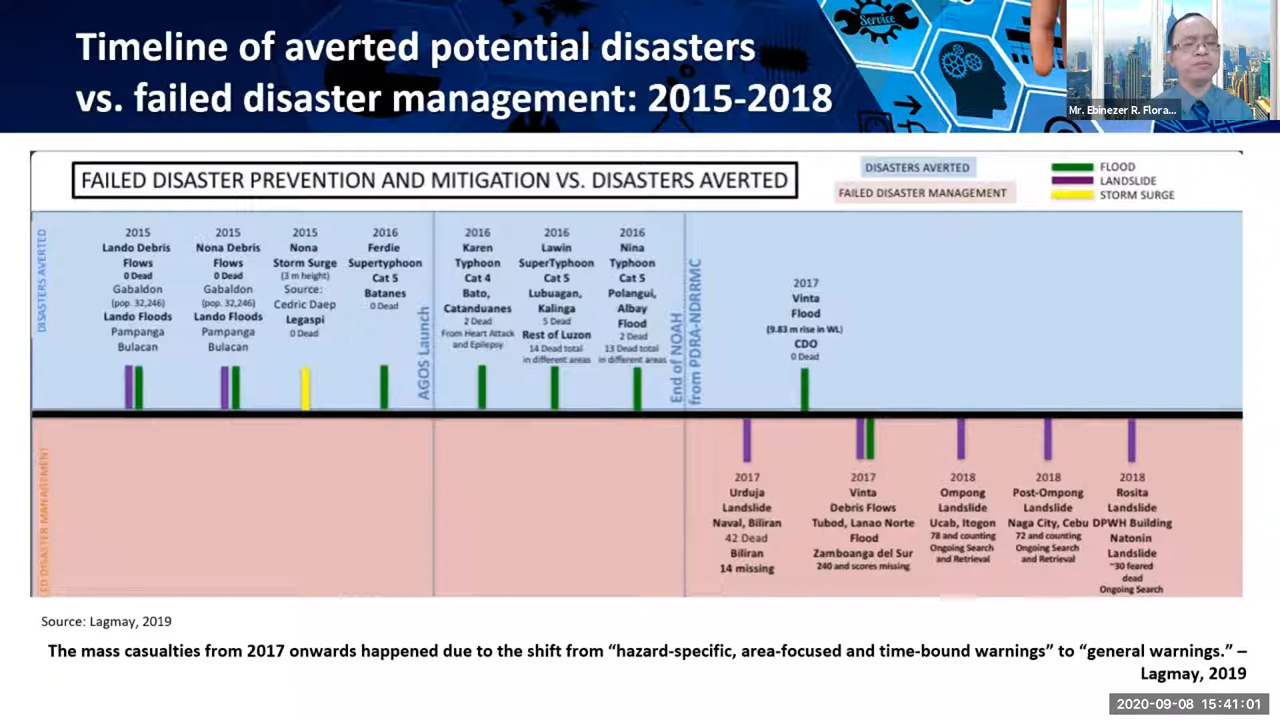 Timeline of averted potential disasters
vs. failed disaster management: 2015-2018
Service
Mr. Ebinezer R. Flora...
FAILED DISASTER PREVENTION AND MITIGATION VS. DISASTERS AVERTED
DISASTERS AVERTED
FAILED DISASTER MANAGEMENT
FLOOD
LANDSLIDE
STORM SURGE
DISASTERS AVERTED
2015
Lando Debris
Flows
0 Dead
Gabaldon
(pop. 32,246)
Lando Floods
Pampanga
Bulacan
2015
Nona Debris
Flows
0 Dead
Gabaldon
(pop. 32,246)
Lando Floods
Pampanga
Bulacan
2015
Nona
Storm Surge
(3 m height)
Source:
Cedric Daep
Legaspi
0 Dead
2016
Ferdie
Supertyphoon
Cat 5
Batanes
0 Dead
AGOS Launch
2016
Karen
Typhoon
Cat 4
Bato,
Catanduanes
2 Dead
From Heart Attack
and Epilepsy
2016
Lawin
SuperTyphoon
Cat 5
Lubuagan,
Kalinga
5 Dead
Rest of Luzon
14 Dead total
in different areas
2016
Nina
Typhoon
Cat 5
Polangui,
Albay
Flood
2 Dead
13 Dead total
in different areas
End of NOAH
from PDRA-NDRRMC
2017
Vinta
Flood
(9.83 m rise in WL)
CDO
0 Dead
ED DISASTER MANAGEMENT
2017
Urduja
Landslide
Naval, Biliran
42 Dead
Biliran
14 missing
2017
Vinta
Debris Flows
Tubod, Lanao Norte
Flood
Zamboanga del Sur
240 and scores missing
2018
Ompong
Landslide
Ucab, Itogon
78 and counting
Ongoing Search
and Retrieval
2018
Post-Ompong
Landslide
Naga City, Cebu
72 and counting
Ongoing Search
and Retrieval
2018
Rosita
Landslide
DPWH Building
Natonin
Landslide
~30 feared
dead
Ongoing Search
Source: Lagmay, 2019
The mass casualties from 2017 onwards happened due to the shift from “hazard-specific, area-focused and time-bound warnings” to “general warnings.” –
Lagmay, 2019
2020-09-08 15:41:01